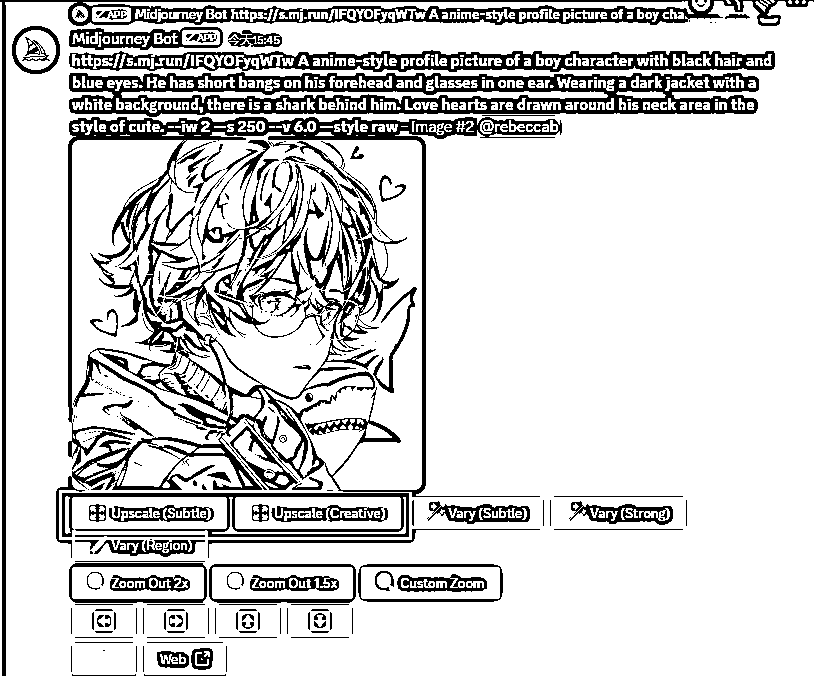 APP Midjourney Bot https://s.mj.run/IFQYOFyqWTw A anime-style profile picture of a boy cha
Midjourney Bot APP 今天15:45
https://s.mj.run/IFQYOFyqWTw A anime-style profile picture of a boy character with black hair and
blue eyes. He has short bangs on his forehead and glasses in one ear. Wearing a dark jacket with a
white background, there is a shark behind him. Love hearts are drawn around his neck area in the
style of cute. --iw 2 --s 250 --v 6.0 --style raw - Image #2 @rebeccab
Upscale (Subtle) Upscale (Creative) Vary (Subtle) Vary (Strong)
Vary (Region)
Zoom Out 2x Zoom Out 1.5x Custom Zoom
Web